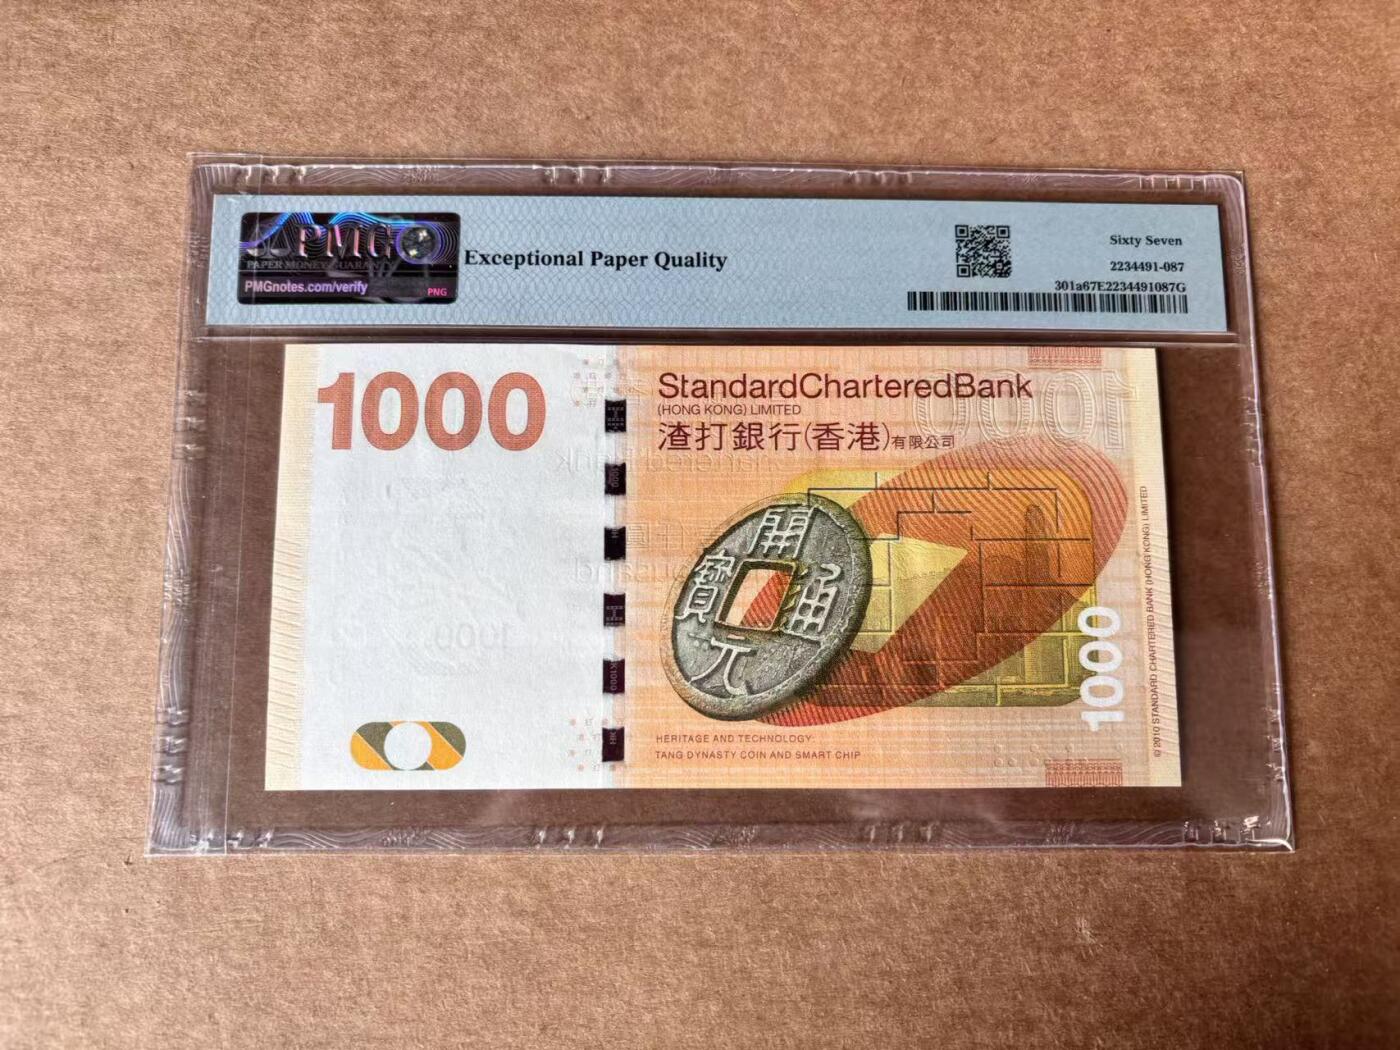 PMG
PAPER MONEY GUARANTY
PMGnotes.com/verify
PNG
Exceptional Paper Quality
Sixty Seven
2234491-087
301a67E2234491087G
1000
StandardCharteredBank
(HONG KONG) LIMITED
渣打銀行(香港)有限公司
1000
開
通
元
寶
1000
HERITAGE AND TECHNOLOGY:
TANG DYNASTY COIN AND SMART CHIP
© 2010 STANDARD CHARTERED BANK (HONG KONG) LIMITED